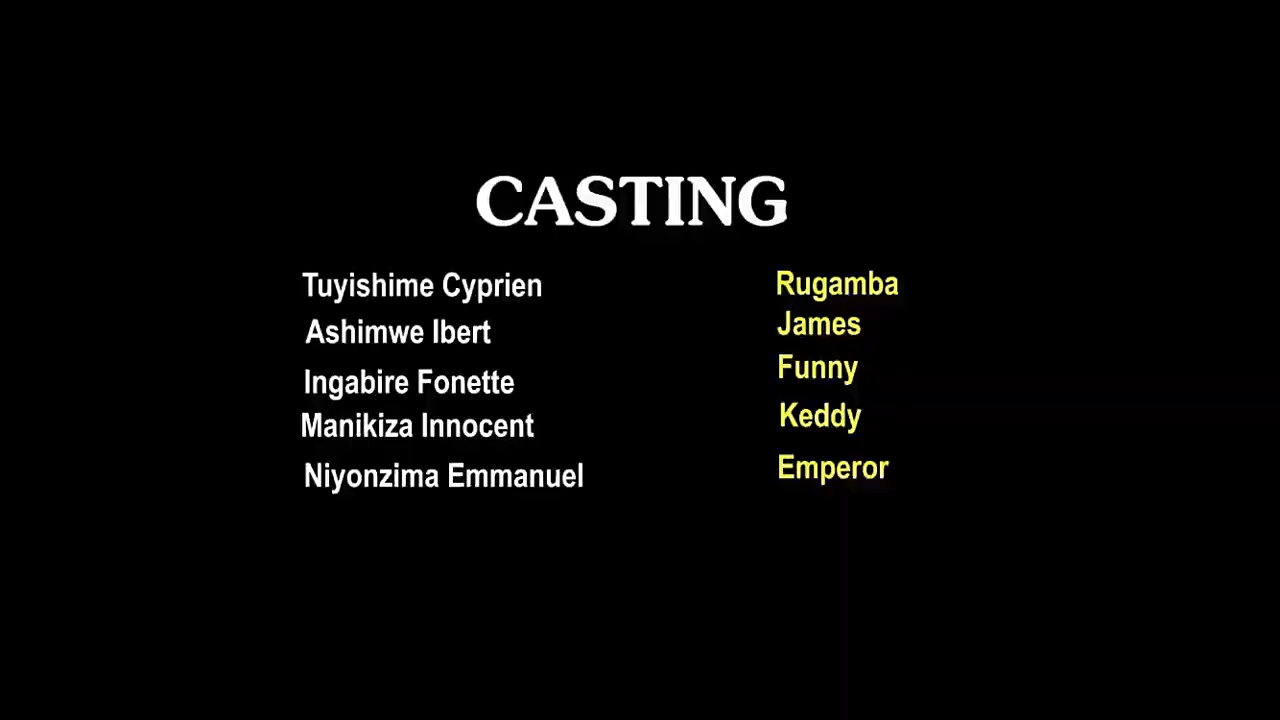 CASTING
Tuyishime Cyprien Rugamba
Ashimwe Ibert James
Ingabire Fonette Funny
Manikiza Innocent Keddy
Niyonzima Emmanuel Emperor